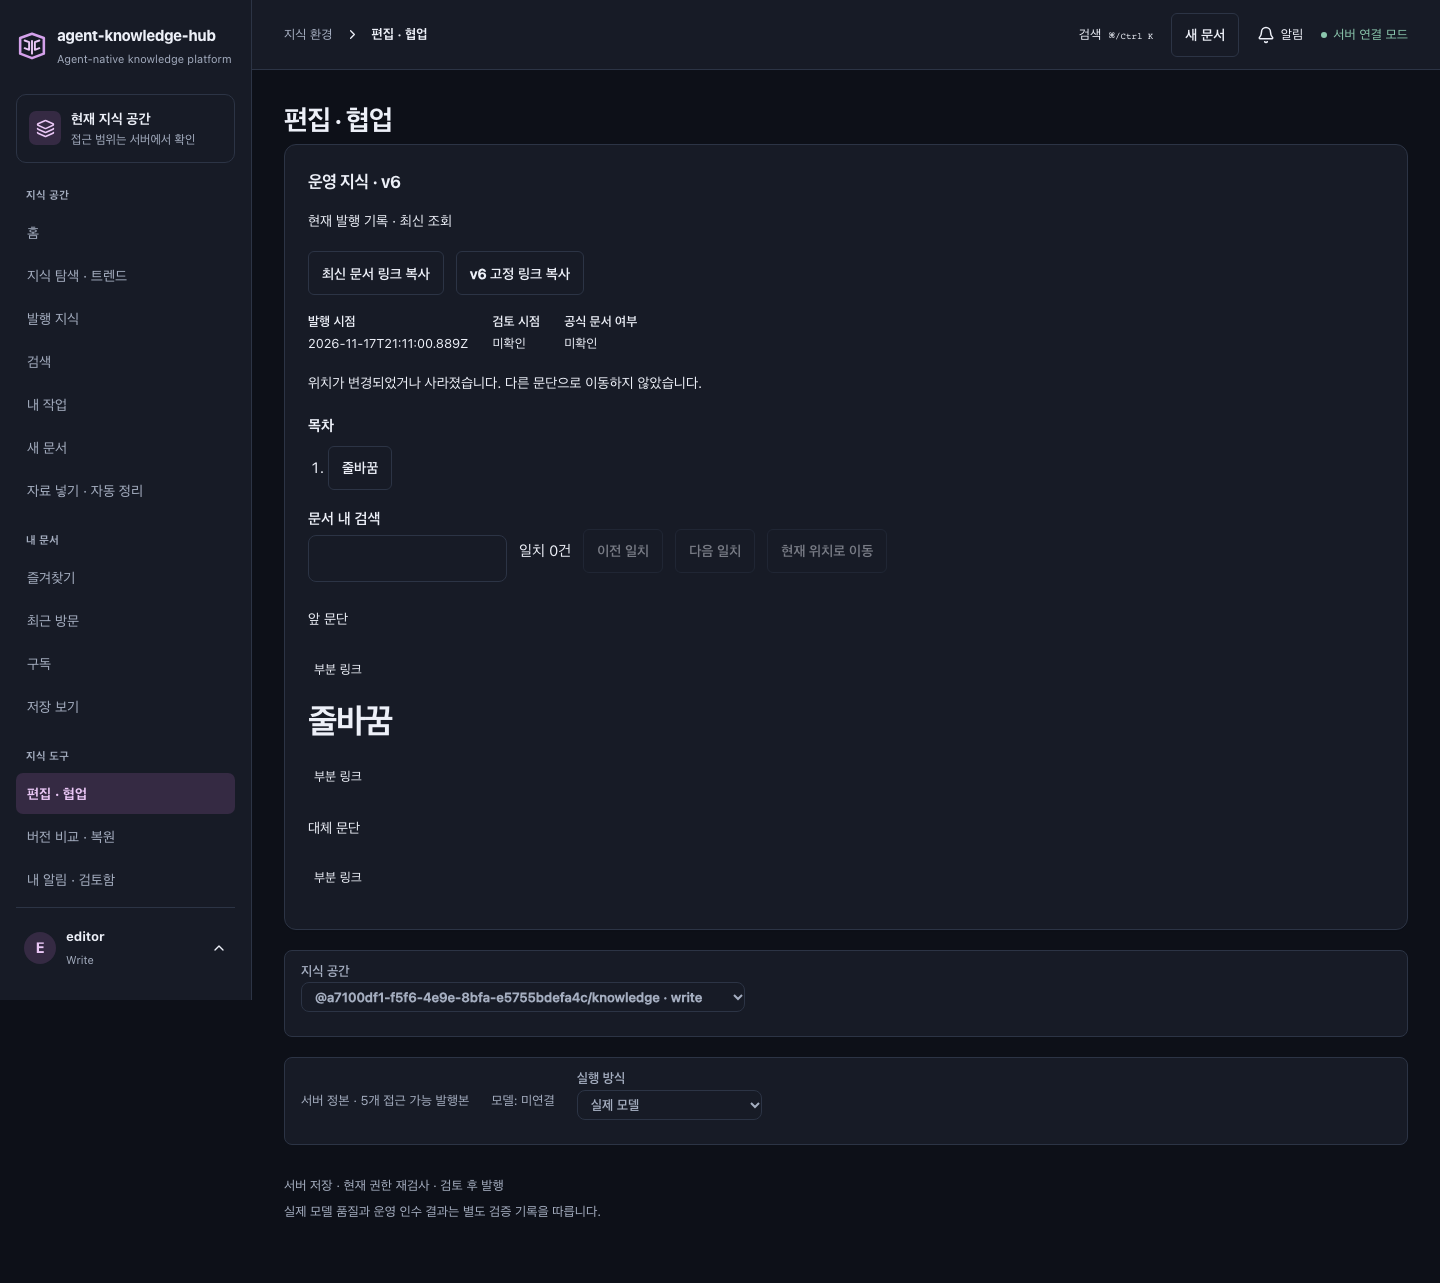 agent-knowledge-hub
Agent-native knowledge platform
현재 지식 공간
접근 범위는 서버에서 확인
지식 공간
홈
지식 탐색 · 트렌드
발행 지식
검색
내 작업
새 문서
자료 넣기 · 자동 정리
내 문서
즐겨찾기
최근 방문
구독
저장 보기
지식 도구
편집 · 협업
버전 비교 · 복원
내 알림 · 검토함
E
editor
Write
지식 환경 > 편집 · 협업
검색 ⌘/Ctrl K
새 문서
알림
서버 연결 모드
편집 · 협업
운영 지식 · v6
현재 발행 기록 · 최신 조회
최신 문서 링크 복사
v6 고정 링크 복사
발행 시점 검토 시점 공식 문서 여부
2026-11-17T21:11:00.889Z 미확인 미확인
위치가 변경되었거나 사라졌습니다. 다른 문단으로 이동하지 않았습니다.
목차
1. 줄바꿈
문서 내 검색
일치 0건 이전 일치 다음 일치 현재 위치로 이동
앞 문단
부분 링크
줄바꿈
부분 링크
대체 문단
부분 링크
지식 공간
@a7100df1-f5f6-4e9e-8bfa-e5755bdefa4c/knowledge · write
실행 방식
서버 정본 · 5개 접근 가능 발행본 모델: 미연결 실제 모델
서버 저장 · 현재 권한 재검사 · 검토 후 발행
실제 모델 품질과 운영 인수 결과는 별도 검증 기록을 따릅니다.